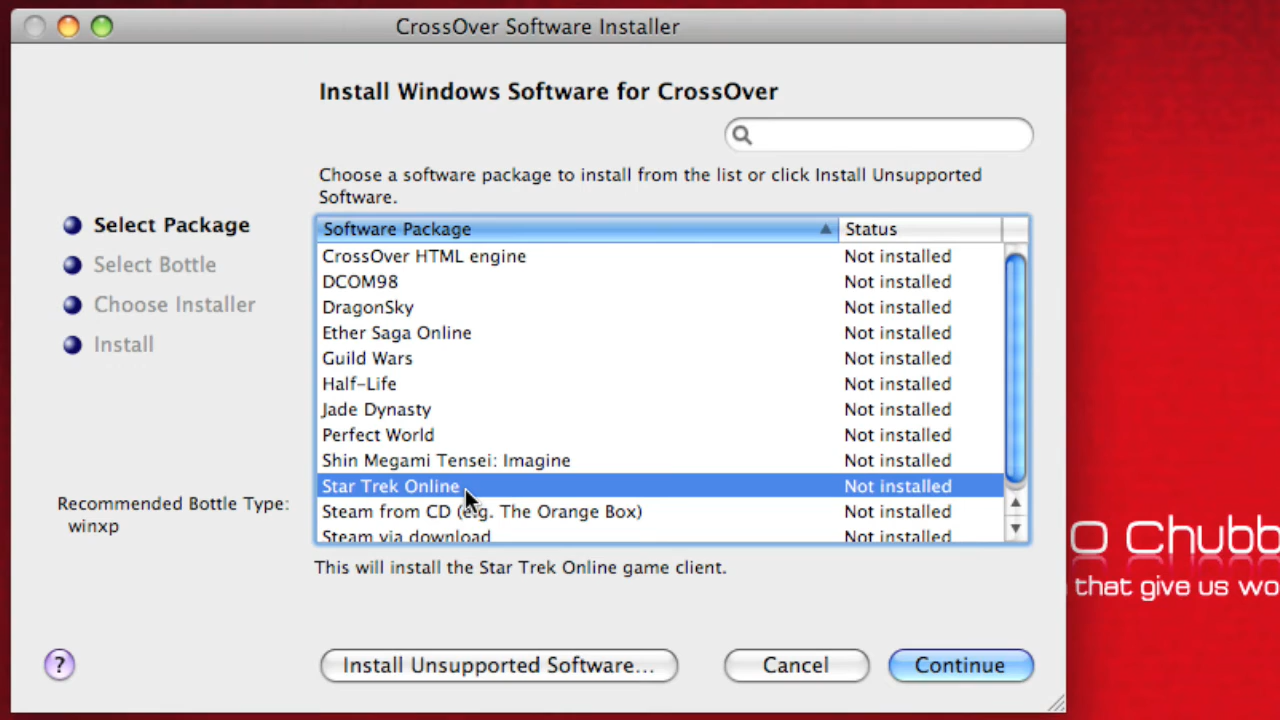 CrossOver Software Installer
Install Windows Software for CrossOver
Choose a software package to install from the list or click Install Unsupported
Software.
Select Package
Select Bottle
Choose Installer
Install
Recommended Bottle Type:
winxp
Software Package Status
CrossOver HTML engine Not installed
DCOM98 Not installed
DragonSky Not installed
Ether Saga Online Not installed
Guild Wars Not installed
Half-Life Not installed
Jade Dynasty Not installed
Perfect World Not installed
Shin Megami Tensei: Imagine Not installed
Star Trek Online Not installed
Steam from CD (e.g. The Orange Box) Not installed
Steam via download Not installed
This will install the Star Trek Online game client.
? Install Unsupported Software... Cancel Continue
O Chubb
that give us wo